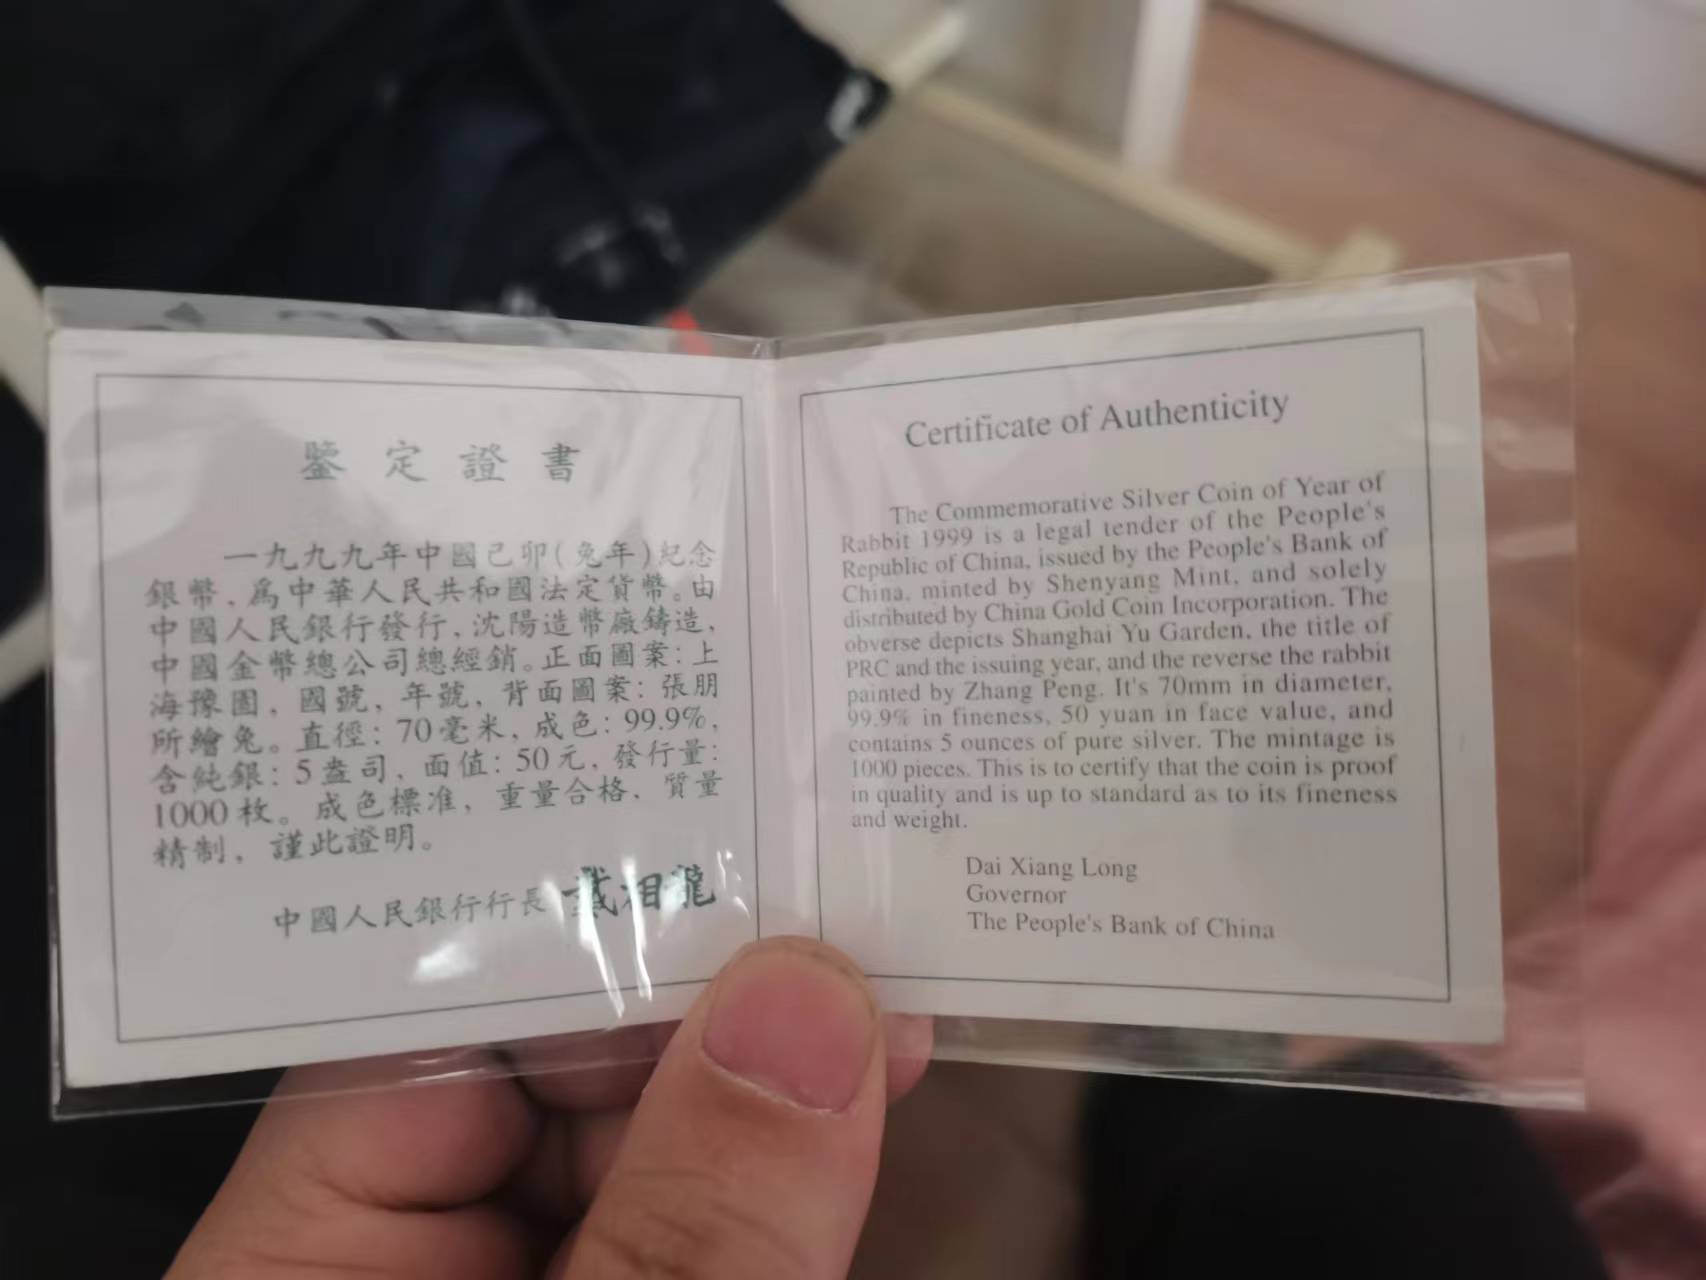 鑒定證書
一九九九年中國己卯(兔年)紀念
銀幣，爲中華人民共和國法定貨幣。由
中國人民銀行發行，沈陽造幣廠鑄造，
中國金幣總公司總經銷。正面圖案：上
海豫園，國號，年號，背面圖案：張朋
所繪兔。直徑：70毫米，成色：99.9%，
含純銀：5盎司，面值：50元，發行量：
1000枚。成色標准，重量合格，質量
精制，謹此證明。
中國人民銀行行長 戴相龍
Certificate of Authenticity
The Commemorative Silver Coin of Year of
Rabbit 1999 is a legal tender of the People's
Republic of China, issued by the People's Bank of
China, minted by Shenyang Mint, and solely
distributed by China Gold Coin Incorporation. The
obverse depicts Shanghai Yu Garden, the title of
PRC and the issuing year, and the reverse the rabbit
painted by Zhang Peng. It's 70mm in diameter,
99.9% in fineness, 50 yuan in face value, and
contains 5 ounces of pure silver. The mintage is
1000 pieces. This is to certify that the coin is proof
in quality and is up to standard as to its fineness
and weight.
Dai Xiang Long
Governor
The People's Bank of China